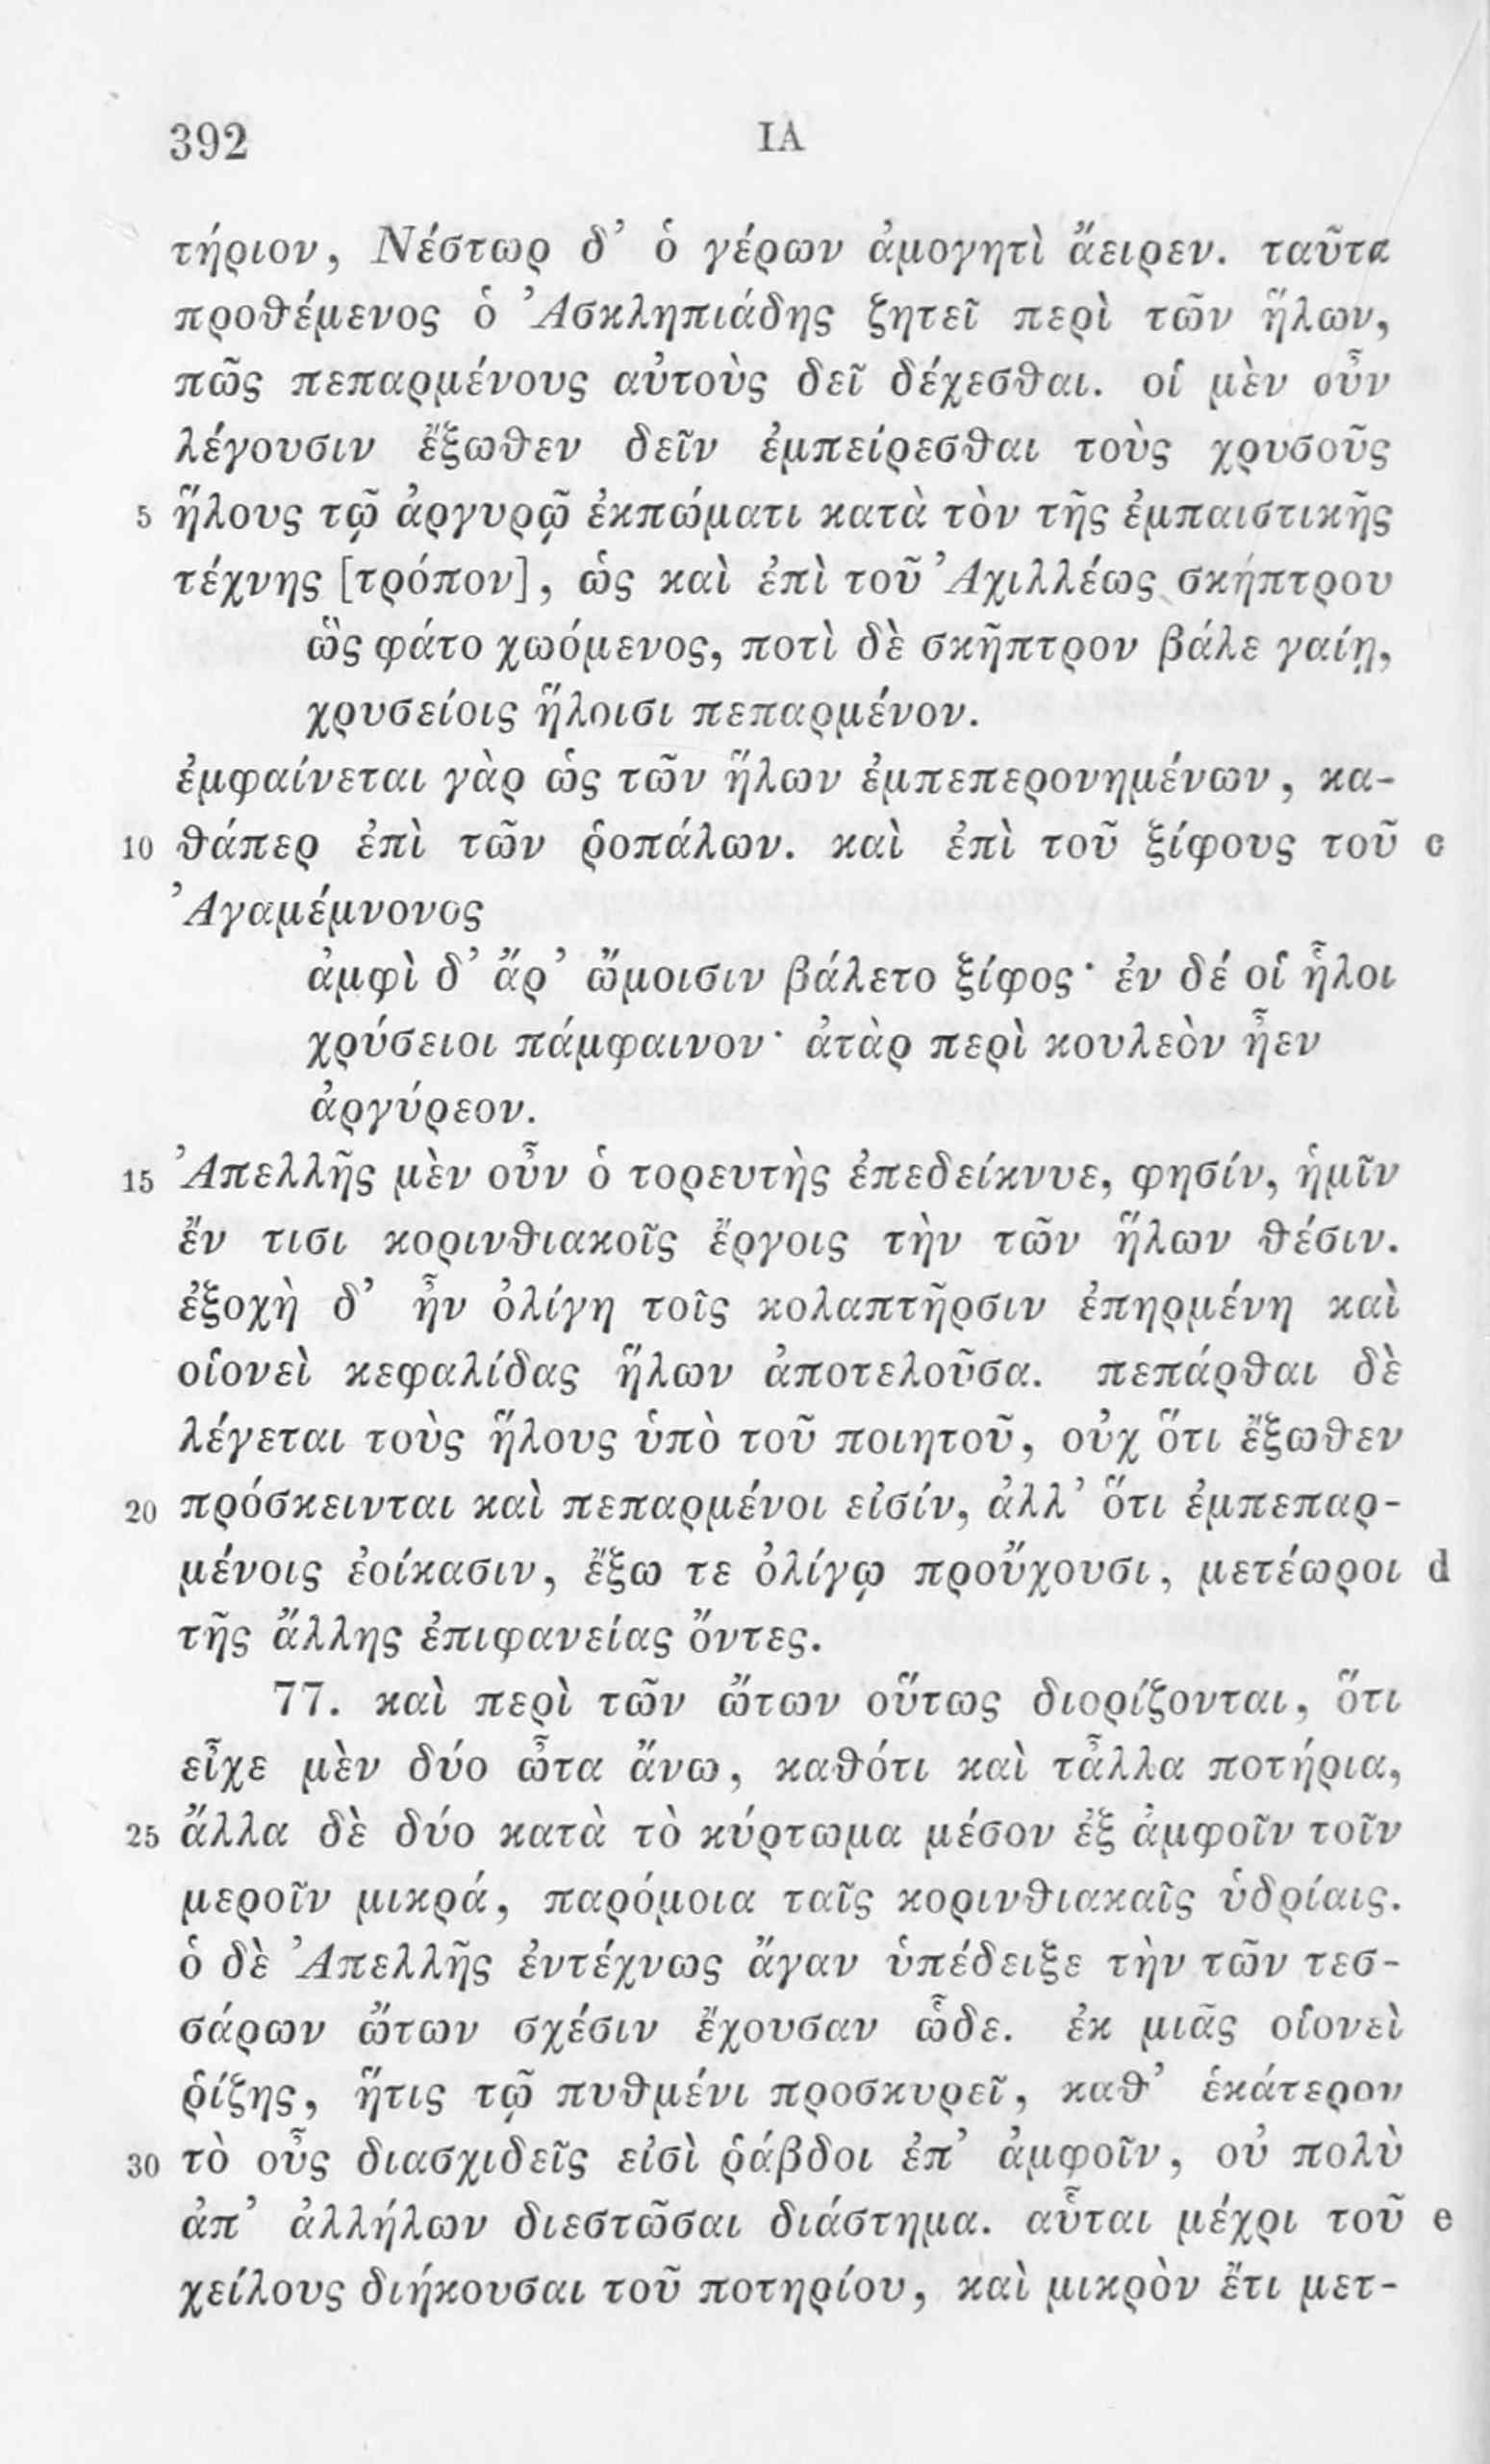 392 ΙΑ
τήριον, Νέστωρ δ’ ὁ γέρων ἀμογητὶ ἄειρεν. ταῦτα
προθέμενος ὁ Ἀσκληπιάδης ζητεῖ περὶ τῶν ἥλων,
πῶς πεπαρμένους αὐτοὺς δεῖ δέχεσθαι. οἱ μὲν οὖν
λέγουσιν ἔξωθεν δεῖν ἐμπείρεσθαι τοὺς χρυσοῦς
5 ἥλους τῷ ἀργυρῷ ἐκπώματι κατὰ τὸν τῆς ἐμπαιστικῆς
τέχνης [τρόπον], ὡς καὶ ἐπὶ τοῦ Ἀχιλλέως σκήπτρου
ὣς φάτο χωόμενος, ποτὶ δὲ σκῆπτρον βάλε γαίῃ,
χρυσείοις ἥλοισι πεπαρμένον.
ἐμφαίνεται γὰρ ὡς τῶν ἥλων ἐμπεπερονημένων, κα-
10 θάπερ ἐπὶ τῶν ῥοπάλων. καὶ ἐπὶ τοῦ ξίφους τοῦ c
Ἀγαμέμνονος
ἀμφὶ δ’ ἄρ’ ὤμοισιν βάλετο ξίφος· ἐν δέ οἱ ἧλοι
χρύσειοι πάμφαινον· ἀτὰρ περὶ κουλεὸν ἦεν
ἀργύρεον.
15 Ἀπελλῆς μὲν οὖν ὁ τορευτὴς ἐπεδείκνυε, φησίν, ἡμῖν
ἔν τισι κορινθιακοῖς ἔργοις τὴν τῶν ἥλων θέσιν.
ἐξοχὴ δ’ ἦν ὀλίγη τοῖς κολαπτῆρσιν ἐπηρμένη καὶ
οἱονεὶ κεφαλίδας ἥλων ἀποτελοῦσα. πεπάρθαι δὲ
λέγεται τοὺς ἥλους ὑπὸ τοῦ ποιητοῦ, οὐχ ὅτι ἔξωθεν
20 πρόσκεινται καὶ πεπαρμένοι εἰσίν, ἀλλ’ ὅτι ἐμπεπαρ-
μένοις ἐοίκασιν, ἔξω τε ὀλίγῳ προὔχουσι, μετέωροι d
τῆς ἄλλης ἐπιφανείας ὄντες.
77. καὶ περὶ τῶν ὤτων οὕτως διορίζονται, ὅτι
εἶχε μὲν δύο ὦτα ἄνω, καθότι καὶ τἆλλα ποτήρια,
25 ἄλλα δὲ δύο κατὰ τὸ κύρτωμα μέσον ἐξ ἀμφοῖν τοῖν
μεροῖν μικρά, παρόμοια ταῖς κορινθιακαῖς ὑδρίαις.
ὁ δὲ Ἀπελλῆς ἐντέχνως ἄγαν ὑπέδειξε τὴν τῶν τεσ-
σάρων ὤτων σχέσιν ἔχουσαν ὧδε. ἐκ μιᾶς οἱονεὶ
ῥίζης, ἥτις τῷ πυθμένι προσκυρεῖ, καθ’ ἑκάτερον
30 τὸ οὖς διασχιδεῖς εἰσὶ ῥάβδοι ἐπ’ ἀμφοῖν, οὐ πολὺ
ἀπ’ ἀλλήλων διεστῶσαι διάστημα. αὗται μέχρι τοῦ e
χείλους διήκουσαι τοῦ ποτηρίου, καὶ μικρὸν ἔτι μετ-